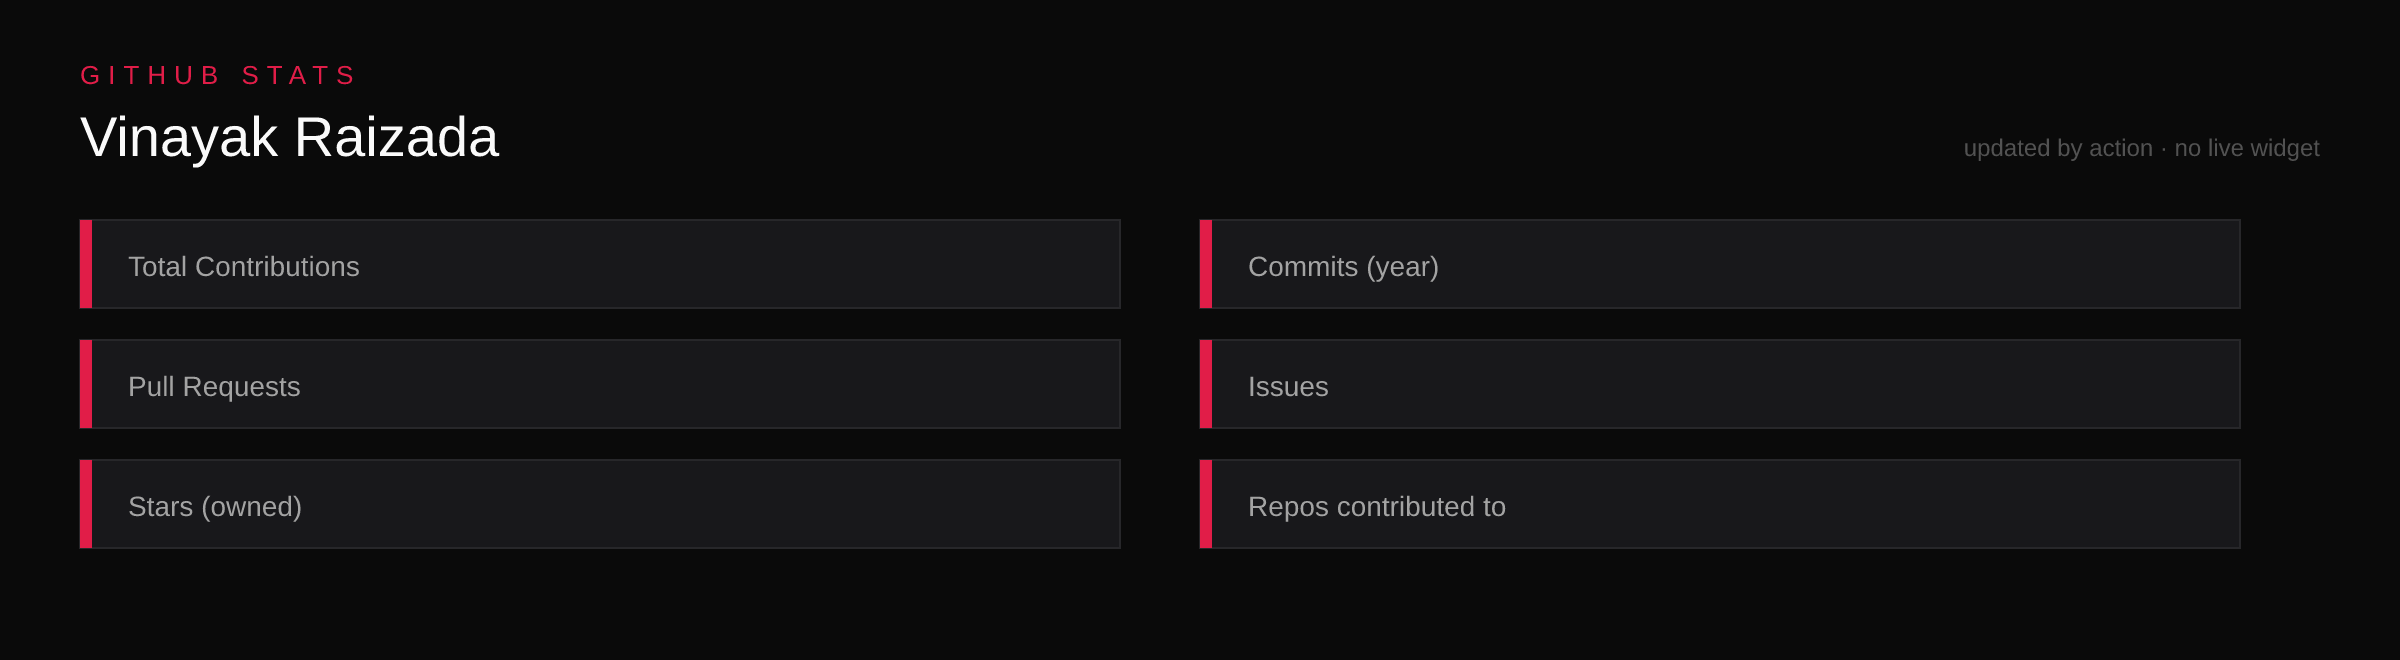 GITHUB STATS
Vinayak Raizada
updated by action · no live widget
Total Contributions
Commits (year)
Pull Requests
Issues
Stars (owned)
Repos contributed to